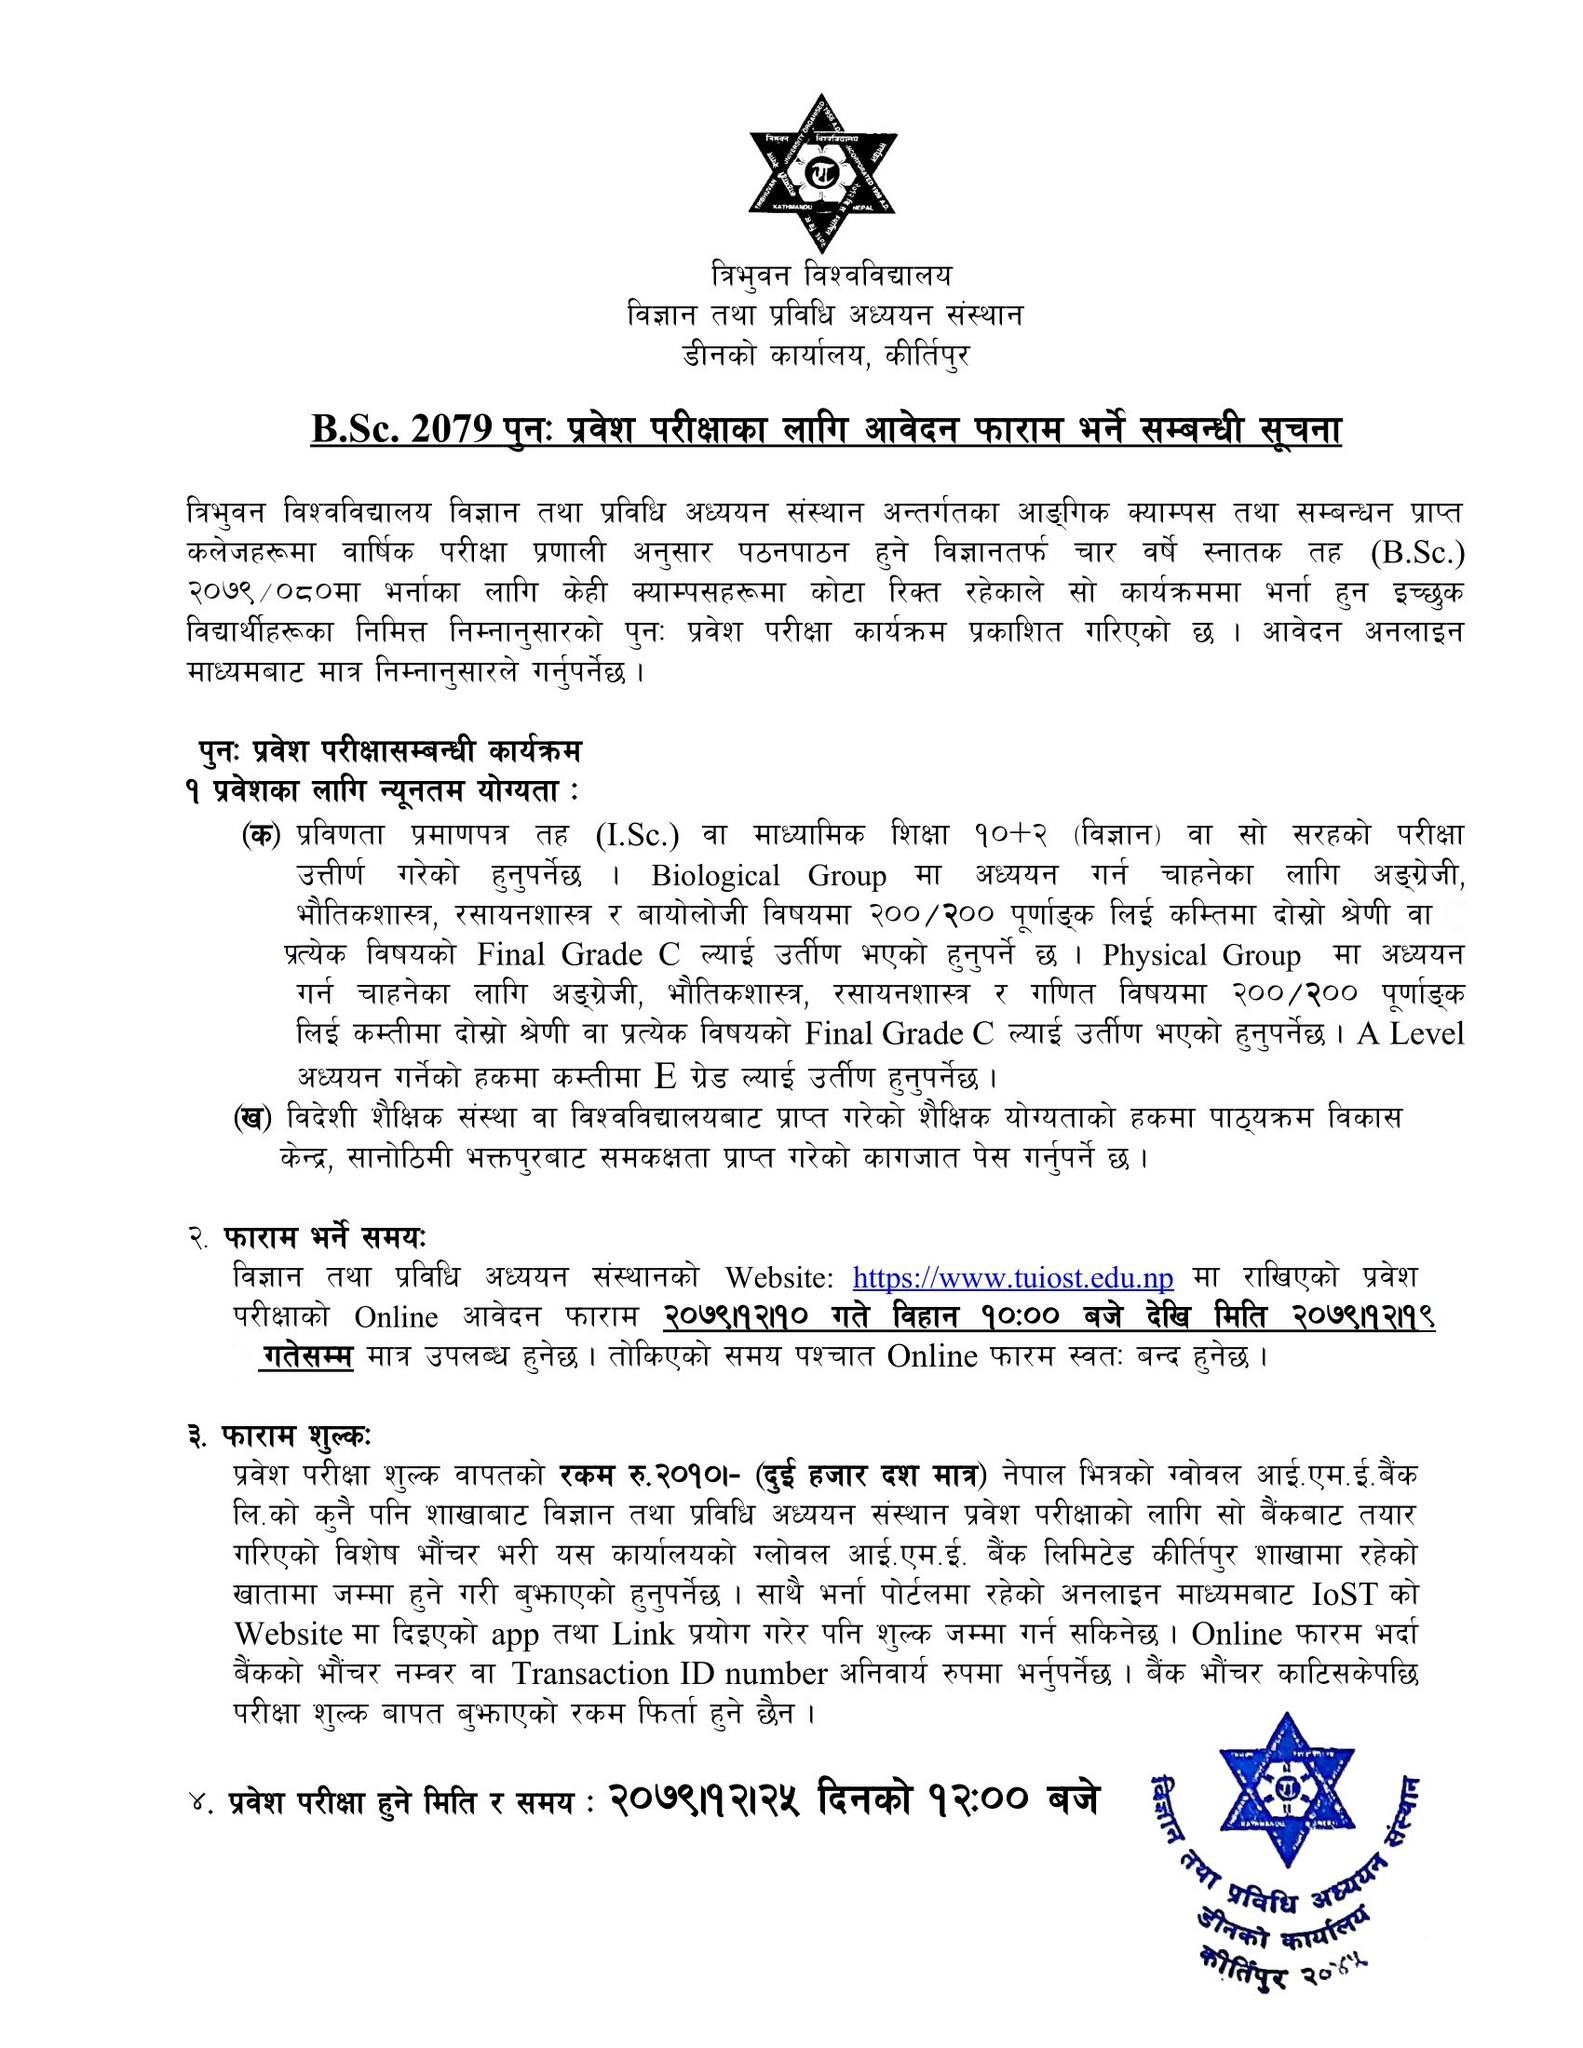 त्रिभुवन विश्वविद्यालय
विज्ञान तथा प्रविधि अध्ययन संस्थान
डीनको कार्यालय, कीर्तिपुर
B.Sc. 2079 पुनः प्रवेश परीक्षाका लागि आवेदन फाराम भर्ने सम्बन्धी सूचना
त्रिभुवन विश्वविद्यालय विज्ञान तथा प्रविधि अध्ययन संस्थान अन्तर्गतका आङ्गिक क्याम्पस तथा सम्बन्धन प्राप्त
कलेजहरूमा वार्षिक परीक्षा प्रणाली अनुसार पठनपाठन हुने विज्ञानतर्फ चार वर्षे स्नातक तह (B.Sc.)
२०७९/०८०मा भर्नाका लागि केही क्याम्पसहरूमा कोटा रिक्त रहेकाले सो कार्यक्रममा भर्ना हुन इच्छुक
विद्यार्थीहरूका निमित्त निम्नानुसारको पुनः प्रवेश परीक्षा कार्यक्रम प्रकाशित गरिएको छ । आवेदन अनलाइन
माध्यमबाट मात्र निम्नानुसारले गर्नुपर्नेछ ।
पुनः प्रवेश परीक्षासम्बन्धी कार्यक्रम
१ प्रवेशका लागि न्यूनतम योग्यता :
(क) प्रविणता प्रमाणपत्र तह (I.Sc.) वा माध्यामिक शिक्षा १०+२ (विज्ञान) वा सो सरहको परीक्षा
उत्तीर्ण गरेको हुनुपर्नेछ । Biological Group मा अध्ययन गर्न चाहनेका लागि अङ्ग्रेजी,
भौतिकशास्त्र, रसायनशास्त्र र बायोलोजी विषयमा २००/२०० पूर्णाङ्क लिई कम्तिमा दोस्रो श्रेणी वा
प्रत्येक विषयको Final Grade C ल्याई उर्तीण भएको हुनुपर्ने छ । Physical Group मा अध्ययन
गर्न चाहनेका लागि अङ्ग्रेजी, भौतिकशास्त्र, रसायनशास्त्र र गणित विषयमा २००/२०० पूर्णाङ्क
लिई कम्तीमा दोस्रो श्रेणी वा प्रत्येक विषयको Final Grade C ल्याई उर्तीण भएको हुनुपर्नेछ । A Level
अध्ययन गर्नेको हकमा कम्तीमा E ग्रेड ल्याई उर्तीण हुनुपर्नेछ ।
(ख) विदेशी शैक्षिक संस्था वा विश्वविद्यालयबाट प्राप्त गरेको शैक्षिक योग्यताको हकमा पाठ्यक्रम विकास
केन्द्र, सानोठिमी भक्तपुरबाट समकक्षता प्राप्त गरेको कागजात पेस गर्नुपर्ने छ ।
२. फाराम भर्ने समयः
विज्ञान तथा प्रविधि अध्ययन संस्थानको Website: https://www.tuiost.edu.np मा राखिएको प्रवेश
परीक्षाको Online आवेदन फाराम २०७९।१२।१० गते विहान १०:०० बजे देखि मिति २०७९।१२।१९
गतेसम्म मात्र उपलब्ध हुनेछ । तोकिएको समय पश्चात Online फारम स्वतः बन्द हुनेछ ।
३. फाराम शुल्कः
प्रवेश परीक्षा शुल्क वापतको रकम रु.२०१०।- (दुई हजार दश मात्र) नेपाल भित्रको ग्वोवल आई.एम.ई.बैंक
लि.को कुनै पनि शाखाबाट विज्ञान तथा प्रविधि अध्ययन संस्थान प्रवेश परीक्षाको लागि सो बैंकबाट तयार
गरिएको विशेष भौंचर भरी यस कार्यालयको ग्लोवल आई.एम.ई. बैंक लिमिटेड कीर्तिपुर शाखामा रहेको
खातामा जम्मा हुने गरी बुझाएको हुनुपर्नेछ । साथै भर्ना पोर्टलमा रहेको अनलाइन माध्यमबाट IoST को
Website मा दिइएको app तथा Link प्रयोग गरेर पनि शुल्क जम्मा गर्न सकिनेछ । Online फारम भर्दा
बैंकको भौंचर नम्वर वा Transaction ID number अनिवार्य रुपमा भर्नुपर्नेछ । बैंक भौंचर काटिसकेपछि
परीक्षा शुल्क बापत बुझाएको रकम फिर्ता हुने छैन ।
४. प्रवेश परीक्षा हुने मिति र समय : २०७९।१२।२५ दिनको १२:०० बजे
विज्ञान तथा प्रविधि अध्ययन संस्थान
डीनको कार्यालय
कीर्तिपुर